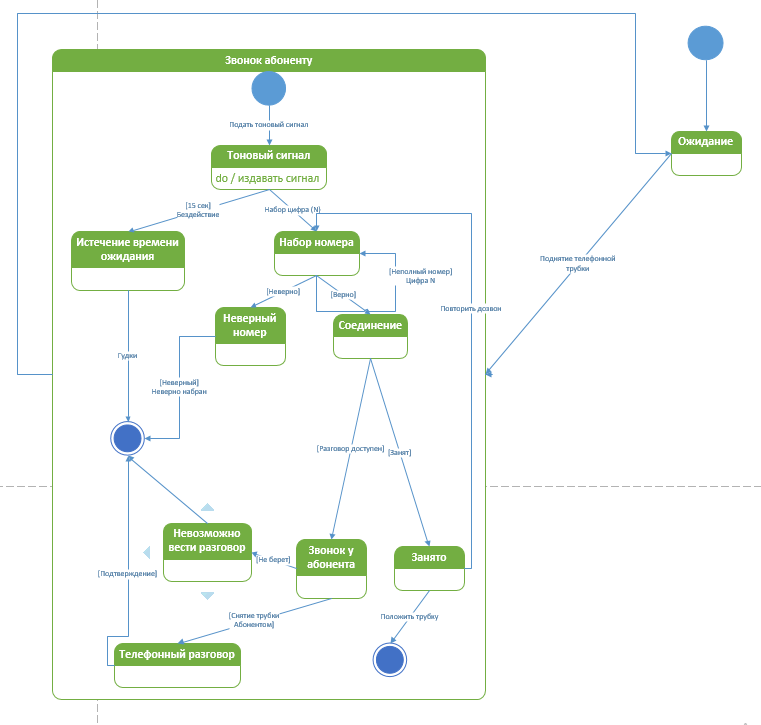 Звонок абоненту
Подать тоновый сигнал
Ожидание
Тоновый сигнал
do / издавать сигнал
[15 сек]
Бездействие
Набор цифра (N)
Истечение времени
ожидания
Набор номера
Поднятие телефонной
трубки
[Неполный номер]
Цифра N
[Неверно]
[Верно]
Повторить дозвон
Неверный
номер
Соединение
Гудки
[Неверный]
Неверно набран
[Разговор доступен]
[Занят]
Невозможно
вести разговор
Звонок у
абонента
Занято
[Не берет]
[Подтверждение]
[Снятие трубки
Абонентом]
Положить трубку
Телефонный разговор